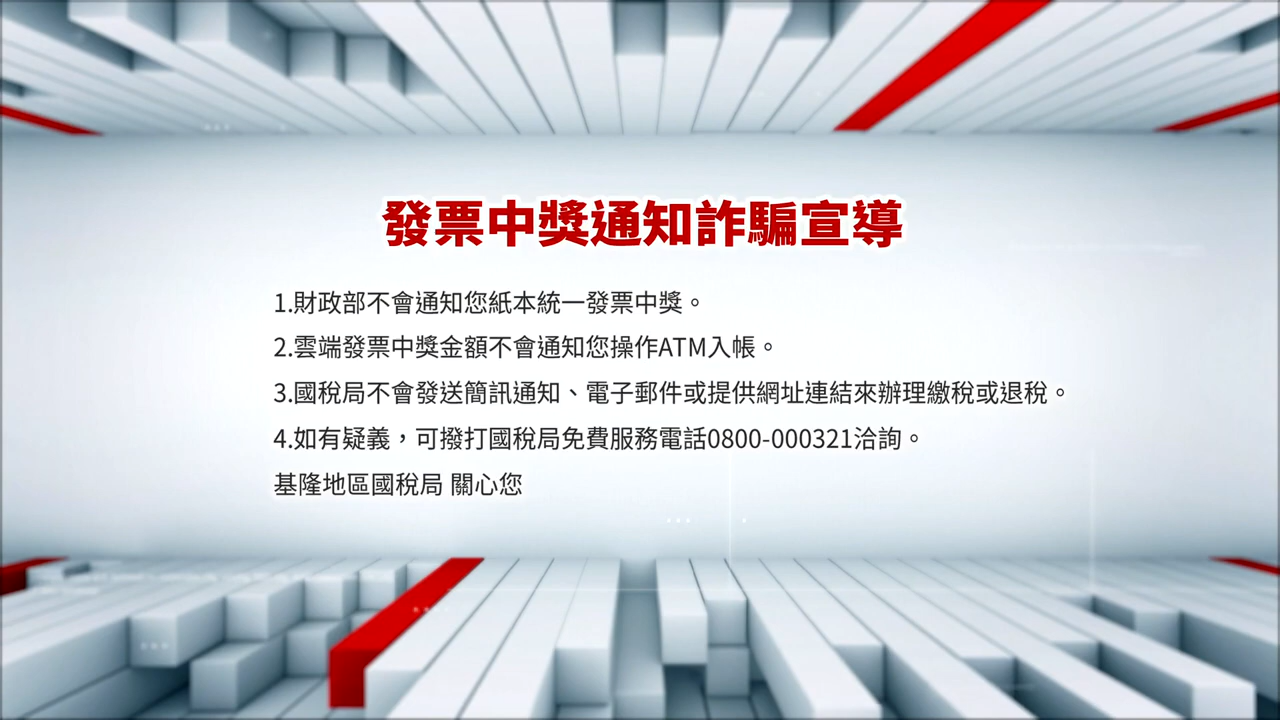 發票中獎通知詐騙宣導
1.財政部不會通知您紙本統一發票中獎。
2.雲端發票中獎金額不會通知您操作ATM入帳。
3.國稅局不會發送簡訊通知、電子郵件或提供網址連結來辦理繳稅或退稅。
4.如有疑義，可撥打國稅局免費服務電話0800-000321洽詢。
基隆地區國稅局 關心您